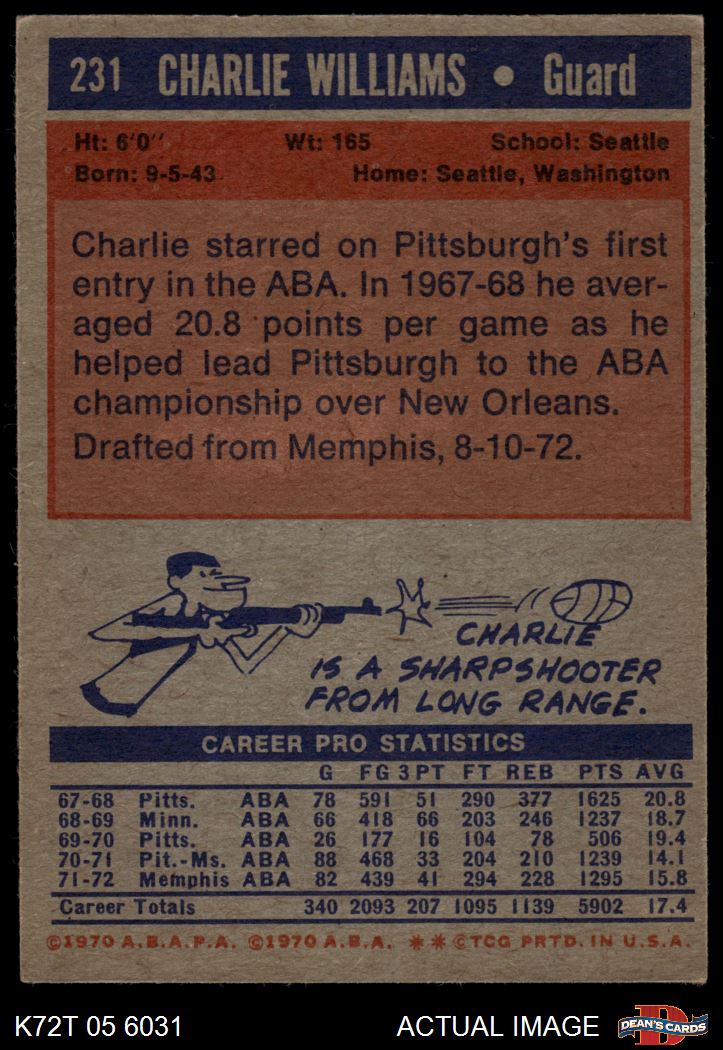 231 CHARLIE WILLIAMS • Guard
Ht: 6'0'' Wt: 165 School: Seattle
Born: 9-5-43 Home: Seattle, Washington
Charlie starred on Pittsburgh's first
entry in the ABA. In 1967-68 he aver-
aged 20.8 points per game as he
helped lead Pittsburgh to the ABA
championship over New Orleans.
Drafted from Memphis, 8-10-72.
CHARLIE
IS A SHARPSHOOTER
FROM LONG RANGE.
CAREER PRO STATISTICS
G FG 3 PT FT REB PTS AVG
67-68 Pitts. ABA 78 591 51 290 377 1625 20.8
68-69 Minn. ABA 66 418 66 203 246 1237 18.7
69-70 Pitts. ABA 26 177 16 104 78 506 19.4
70-71 Pit.-Ms. ABA 88 468 33 204 210 1239 14.1
71-72 Memphis ABA 82 439 41 294 228 1295 15.8
Career Totals 340 2093 207 1095 1139 5902 17.4
©1970 A.B.A.P.A. ©1970 A.B.A. ** ©TCG PRTD. IN U.S.A.
K72T 05 6031 ACTUAL IMAGE D DEAN'S CARDS